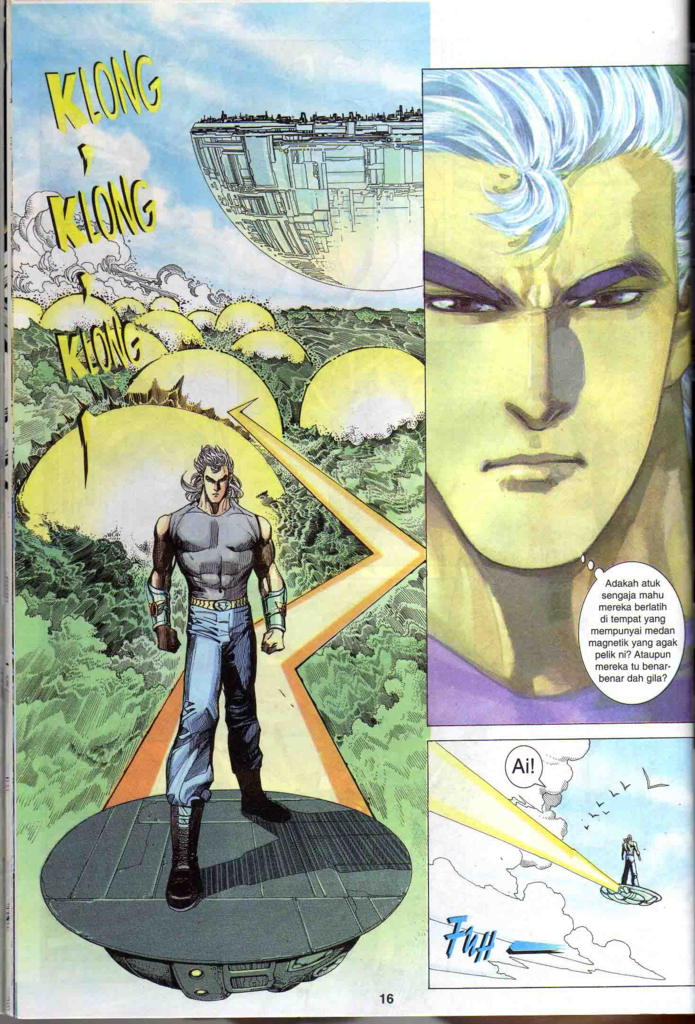 KLONG
,
KLONG
,
KLONG
,
Adakah atuk
sengaja mahu
mereka berlatih
di tempat yang
mempunyai medan
magnetik yang agak
pelik ni? Ataupun
mereka tu benar-
benar dah gila?
Ai!
FUH
16